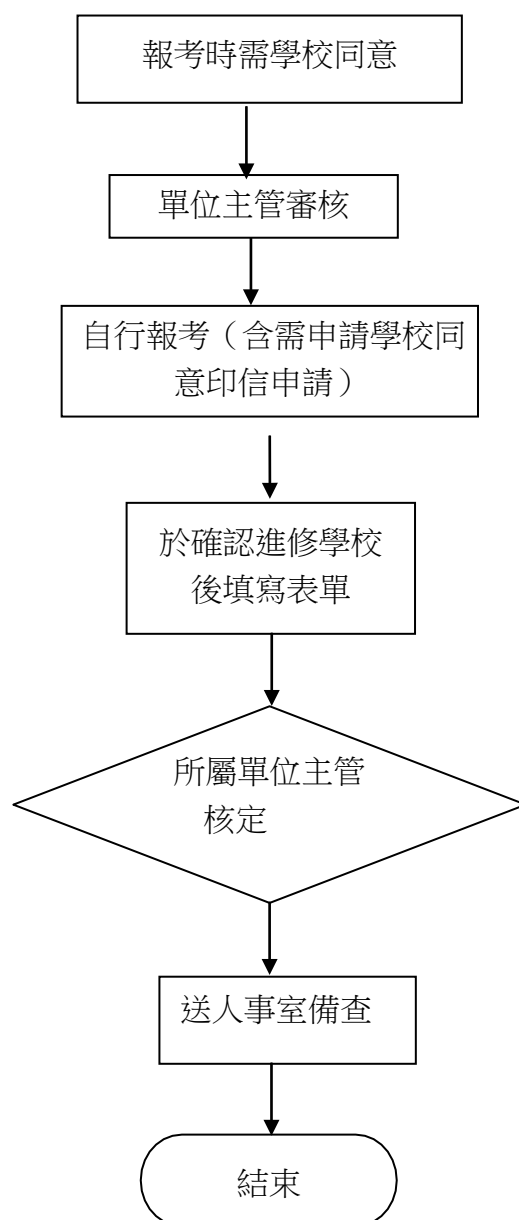 報考時需學校同意
單位主管審核
自行報考（含需申請學校同
意印信申請）
於確認進修學校
後填寫表單
所屬單位主管
核定
送人事室備查
結束